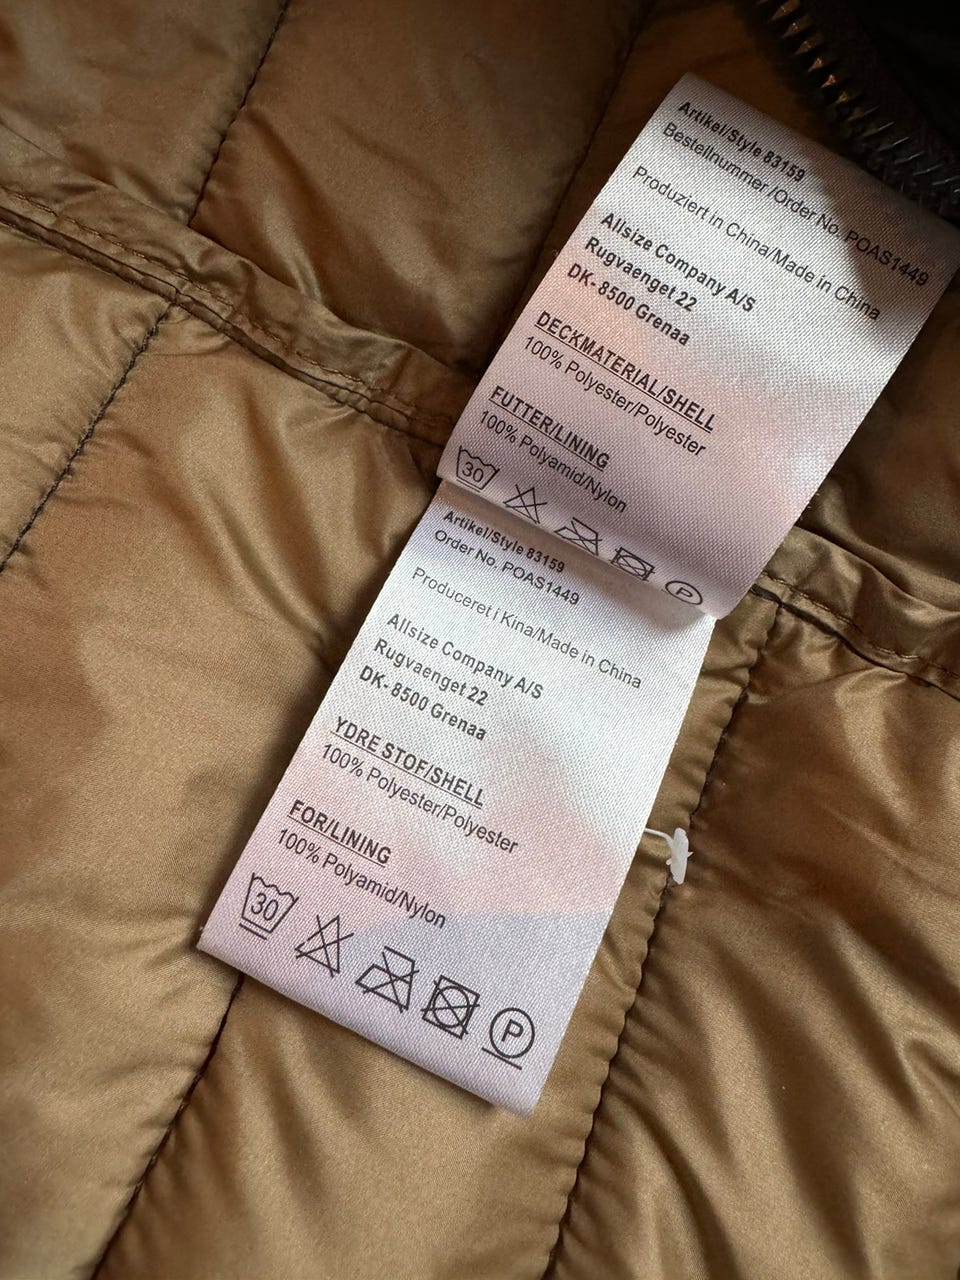 Artikel/Style 83159
Bestellnummer /Order No. POAS1449
Produziert in China/Made in China
Allsize Company A/S
Rugvaenget 22
DK- 8500 Grenaa
DECKMATERIAL/SHELL
100% Polyester/Polyester
FUTTER/LINING
100% Polyamid/Nylon
30
P
Artikel/Style 83159
Order No. POAS1449
Produceret i Kina/Made in China
Allsize Company A/S
Rugvaenget 22
DK- 8500 Grenaa
YDRE STOF/SHELL
100% Polyester/Polyester
FOR/LINING
100% Polyamid/Nylon
30
P